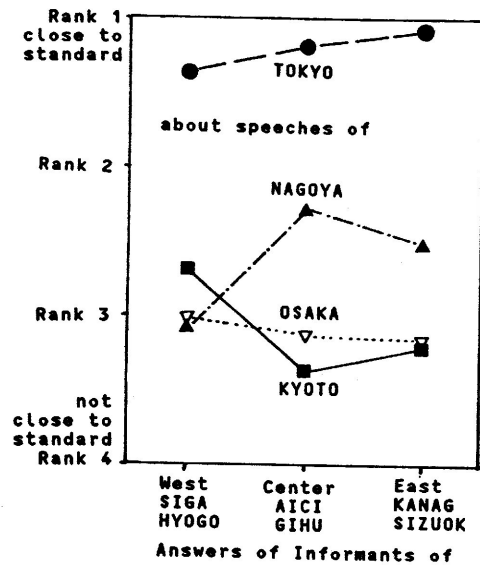 Rank 1
close to
standard
TOKYO
about speeches of
Rank 2
NAGOYA
Rank 3
OSAKA
KYOTO
not
close to
standard
Rank 4
West Center East
SIGA AICI KANAG
HYOGO GIHU SIZUOK
Answers of Informants of